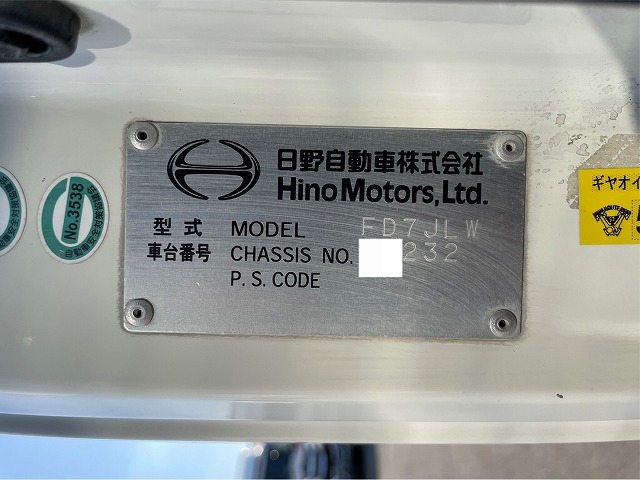 日野自動車株式会社
Hino Motors, Ltd.
型式 MODEL FD7JLW
車台番号 CHASSIS NO. 232
P.S.CODE
No.3538
ギヤオイ